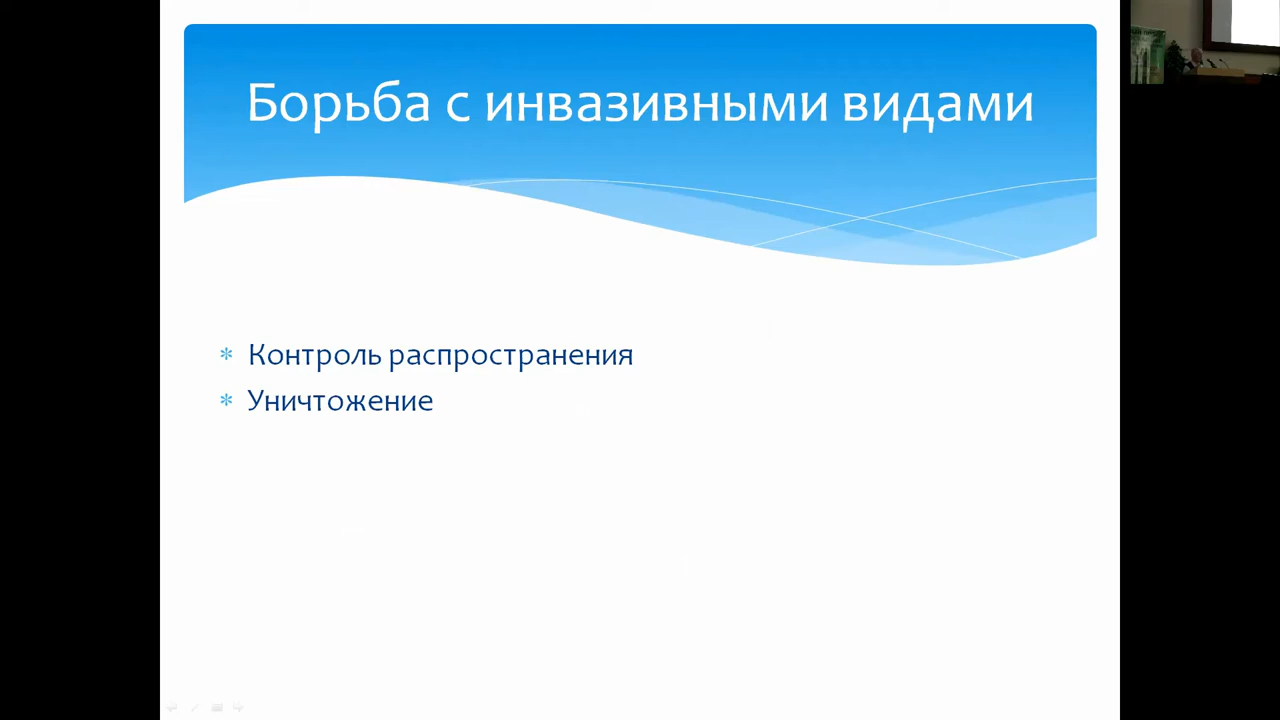 Борьба с инвазивными видами
* Контроль распространения
* Уничтожение